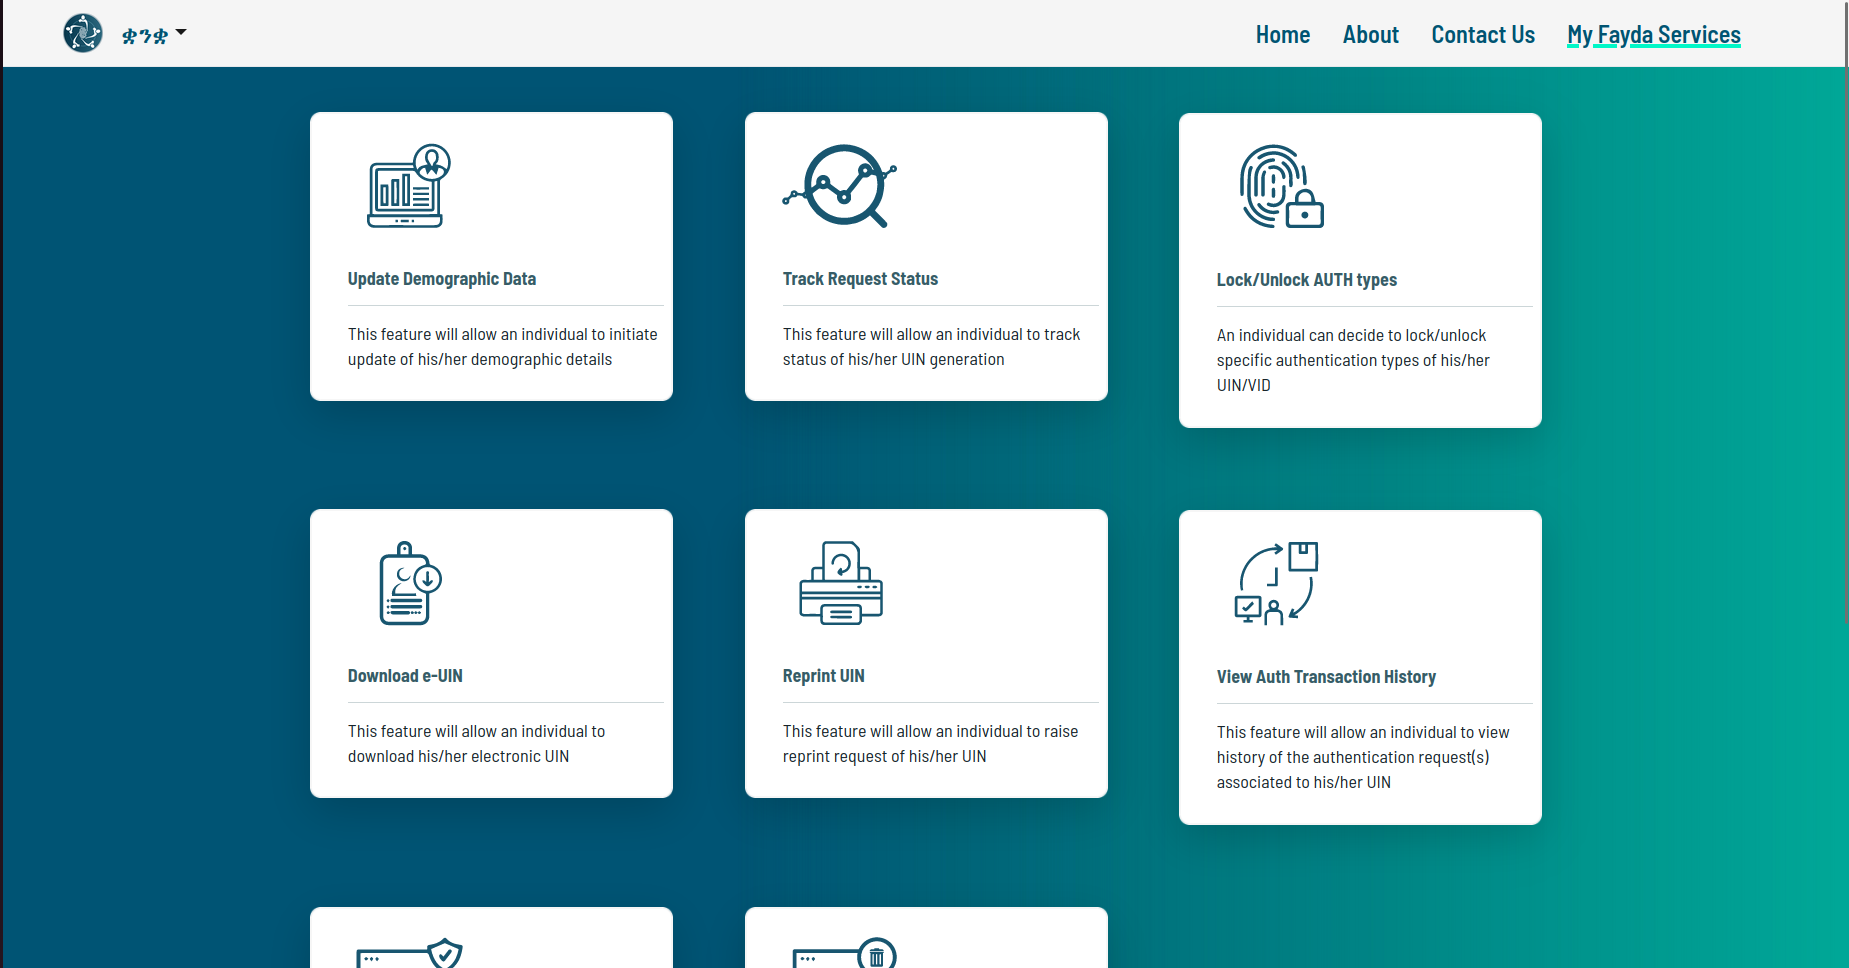 ቋንቋ
Home
About
Contact Us
My Fayda Services
Update Demographic Data
This feature will allow an individual to initiate
update of his/her demographic details
Track Request Status
This feature will allow an individual to track
status of his/her UIN generation
Lock/Unlock AUTH types
An individual can decide to lock/unlock
specific authentication types of his/her
UIN/VID
Download e-UIN
This feature will allow an individual to
download his/her electronic UIN
Reprint UIN
This feature will allow an individual to raise
reprint request of his/her UIN
View Auth Transaction History
This feature will allow an individual to view
history of the authentication request(s)
associated to his/her UIN